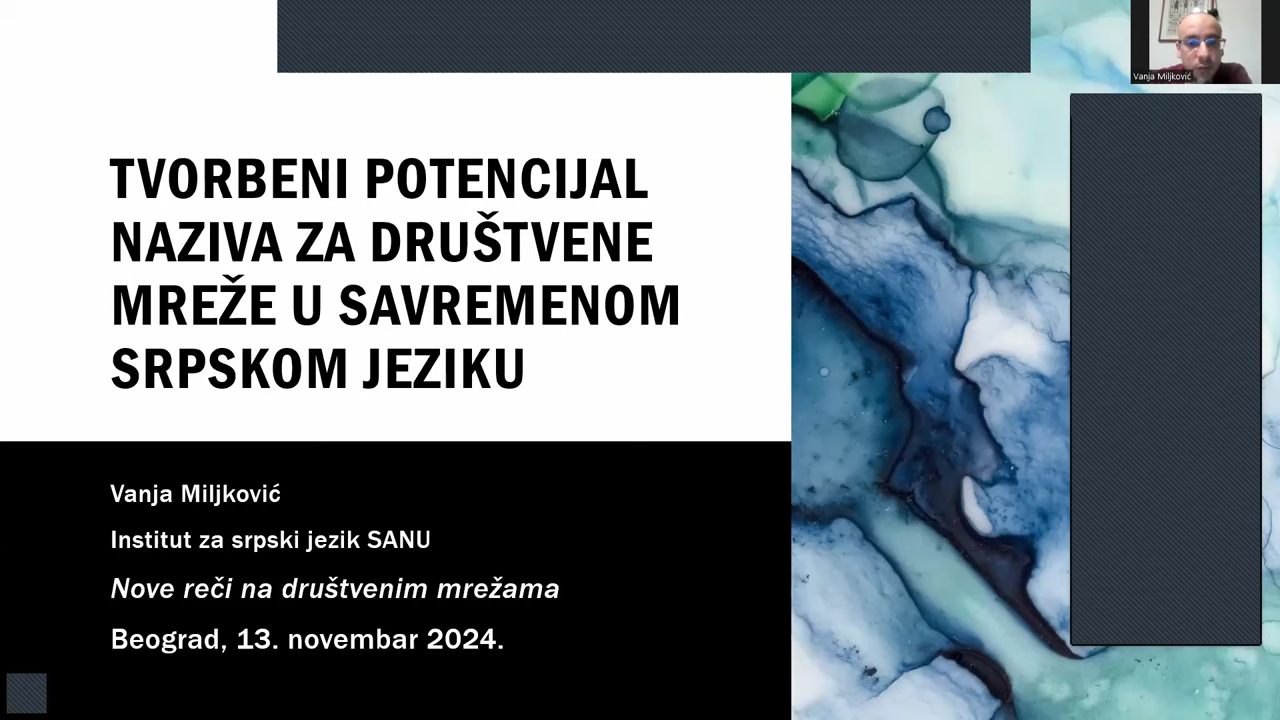 Vanja Miljković
TVORBENI POTENCIJAL
NAZIVA ZA DRUŠTVENE
MREŽE U SAVREMENOM
SRPSKOM JEZIKU
Vanja Miljković
Institut za srpski jezik SANU
Nove reči na društvenim mrežama
Beograd, 13. novembar 2024.